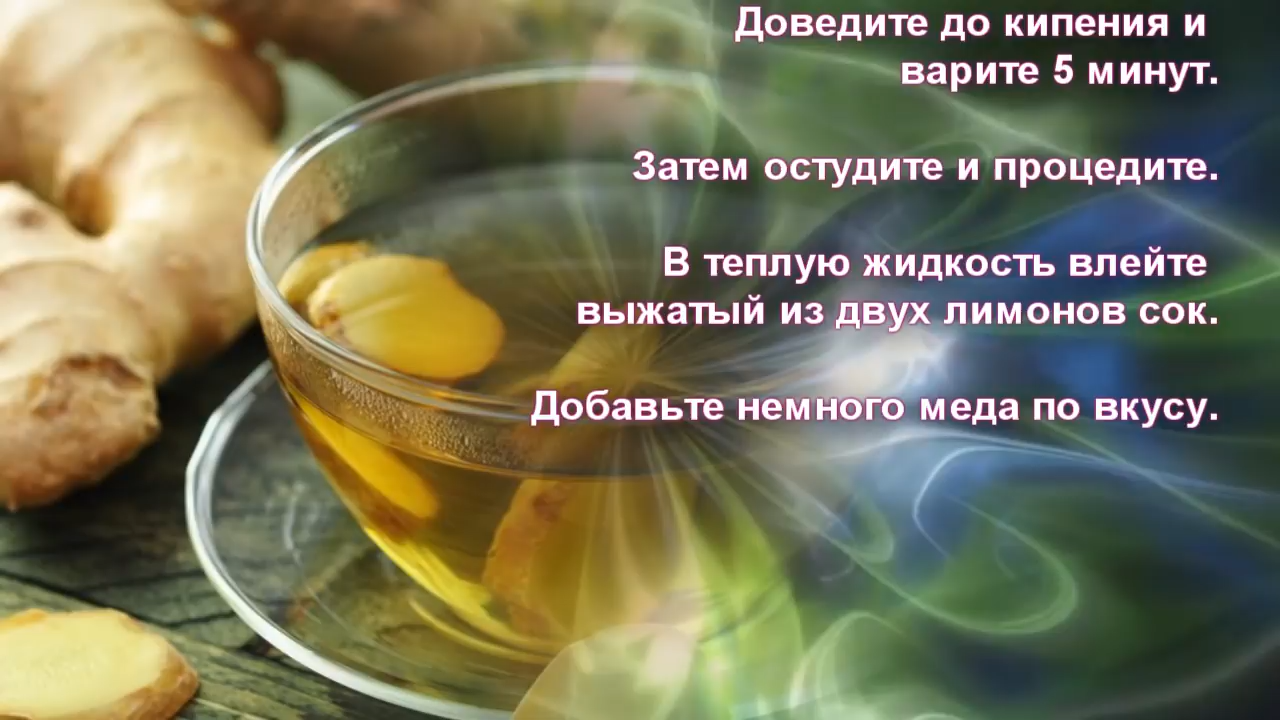 Доведите до кипения и
варите 5 минут.
Затем остудите и процедите.
В теплую жидкость влейте
выжатый из двух лимонов сок.
Добавьте немного меда по вкусу.